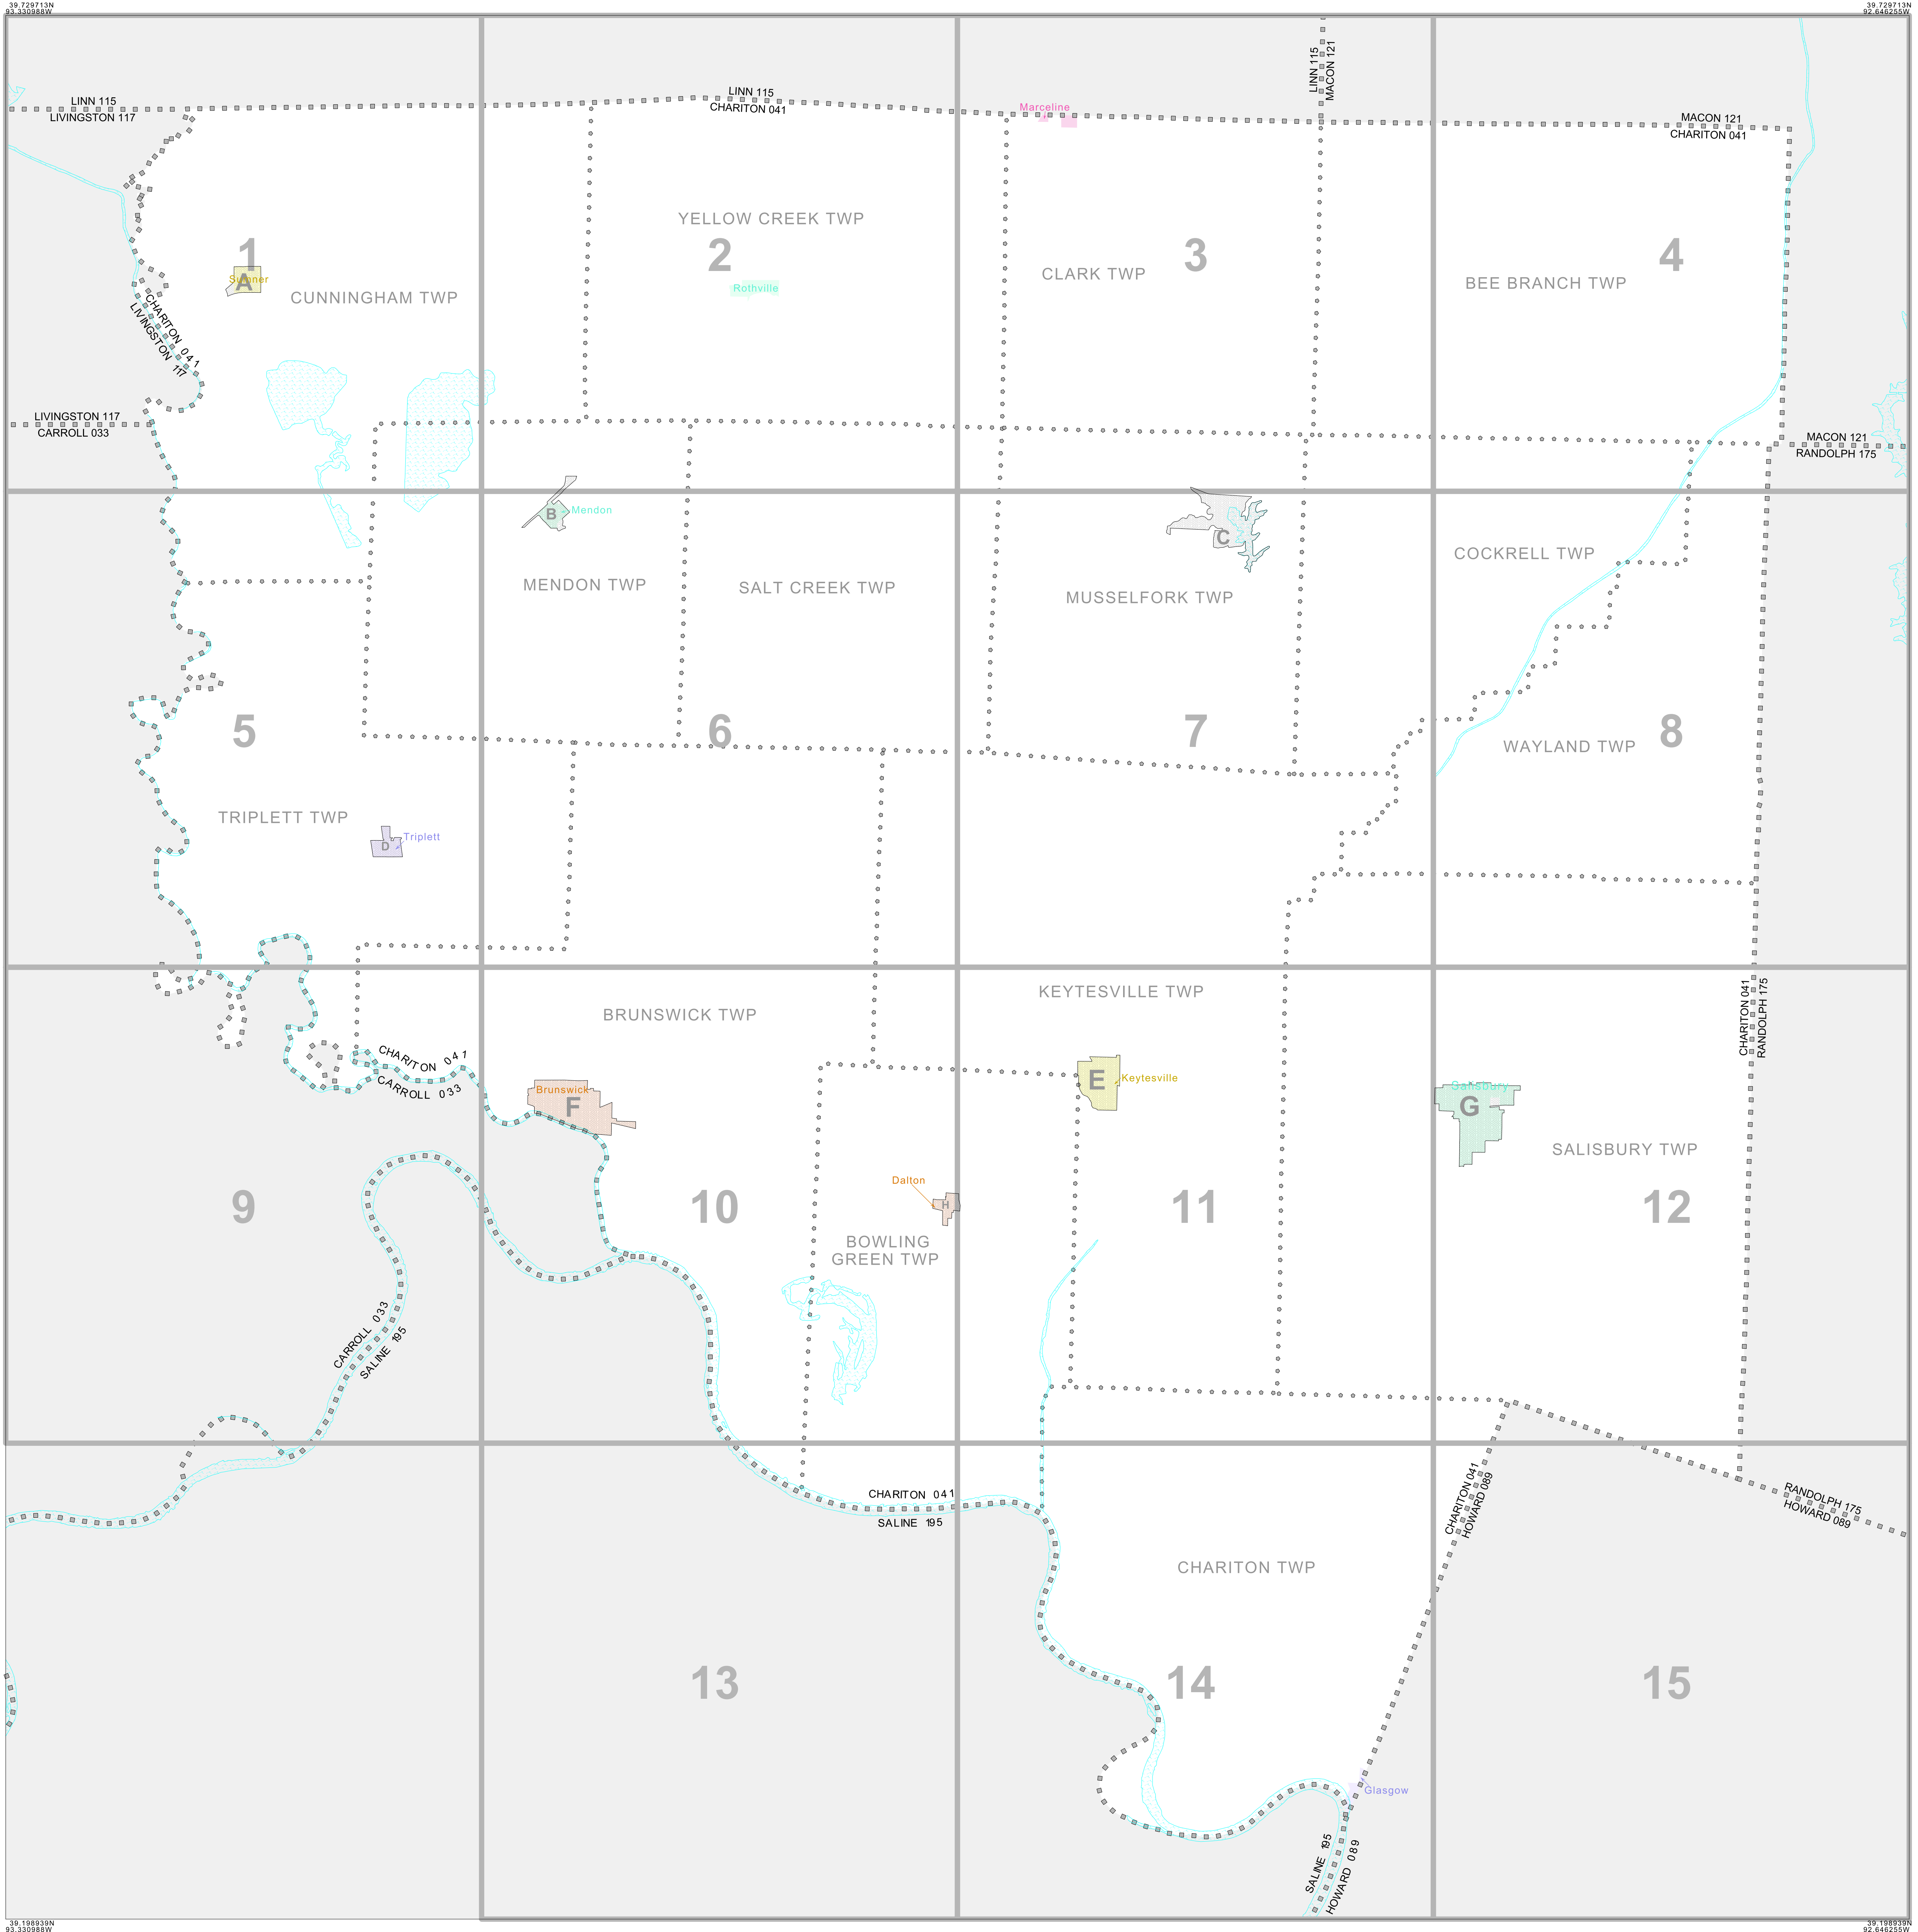 39.729713N
93.330988W
39.729713N
92.646255W
LINN 115
MACON 121
LINN 115
LIVINGSTON 117
LINN 115
CHARITON 041
Marceline
MACON 121
CHARITON 041
YELLOW CREEK TWP
1
2
3
4
A
Sumner
CUNNINGHAM TWP
Rothville
CLARK TWP
BEE BRANCH TWP
CHARITON 041
LIVINGSTON 117
LIVINGSTON 117
CARROLL 033
MACON 121
RANDOLPH 175
B
Mendon
C
MENDON TWP
SALT CREEK TWP
MUSSELFORK TWP
COCKRELL TWP
5
6
7
8
WAYLAND TWP
TRIPLETT TWP
D
Triplett
BRUNSWICK TWP
KEYTESVILLE TWP
CHARITON 041
RANDOLPH 175
CHARITON 041
CARROLL 033
Brunswick
F
E
Keytesville
Salisbury
G
SALISBURY TWP
Dalton
H
9
10
11
12
BOWLING
GREEN TWP
CARROLL 033
SALINE 195
CHARITON 041
SALINE 195
CHARITON 041
HOWARD 089
RANDOLPH 175
HOWARD 089
CHARITON TWP
13
14
15
Glasgow
SALINE 195
HOWARD 089
39.198939N
93.330988W
39.198939N
92.646255W